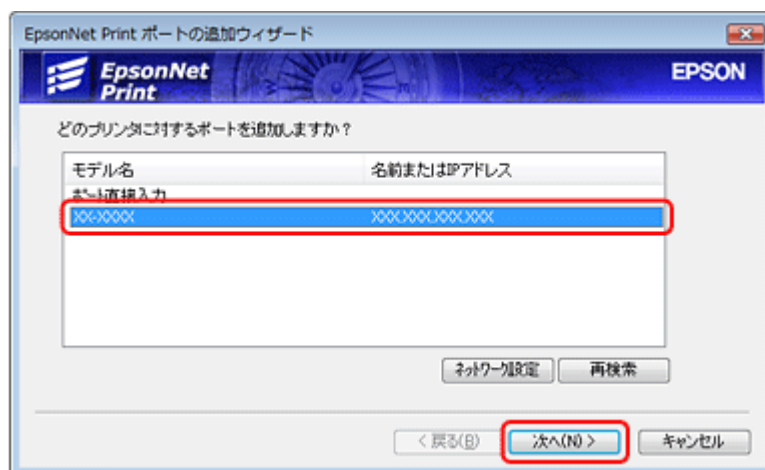 EpsonNet Print ポートの追加ウィザード
EpsonNet
Print
EPSON
どのプリンタに対するポートを追加しますか？
モデル名 名前またはIPアドレス
ポート直接入力
XX-XXXX XXX.XXX.XXX.XXX
ネットワーク設定 再検索
< 戻る(B) 次へ(N) > キャンセル